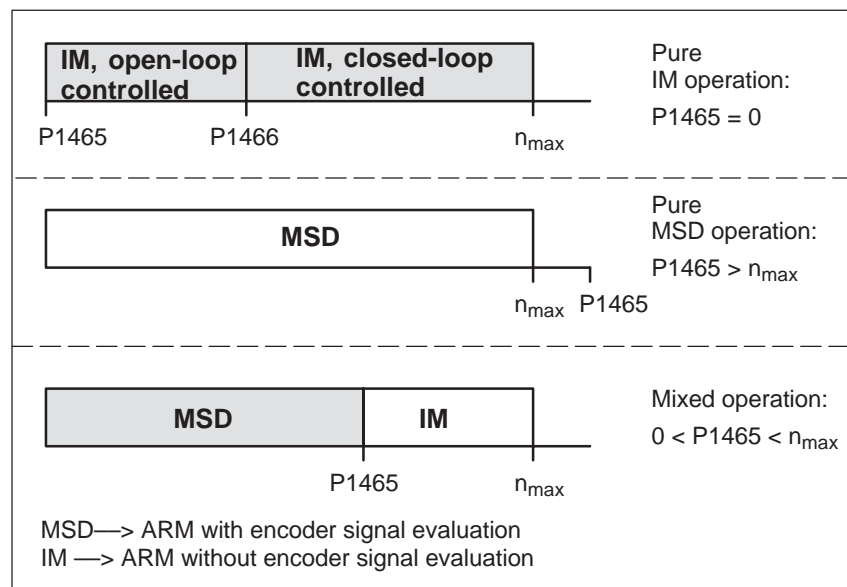 IM, open-loop
controlled
IM, closed-loop
controlled
P1465
P1466
nmax
Pure
IM operation:
P1465 = 0
MSD
nmax
P1465
Pure
MSD operation:
P1465 > nmax
MSD
IM
P1465
nmax
Mixed operation:
0 < P1465 < nmax
MSD—> ARM with encoder signal evaluation
IM —> ARM without encoder signal evaluation